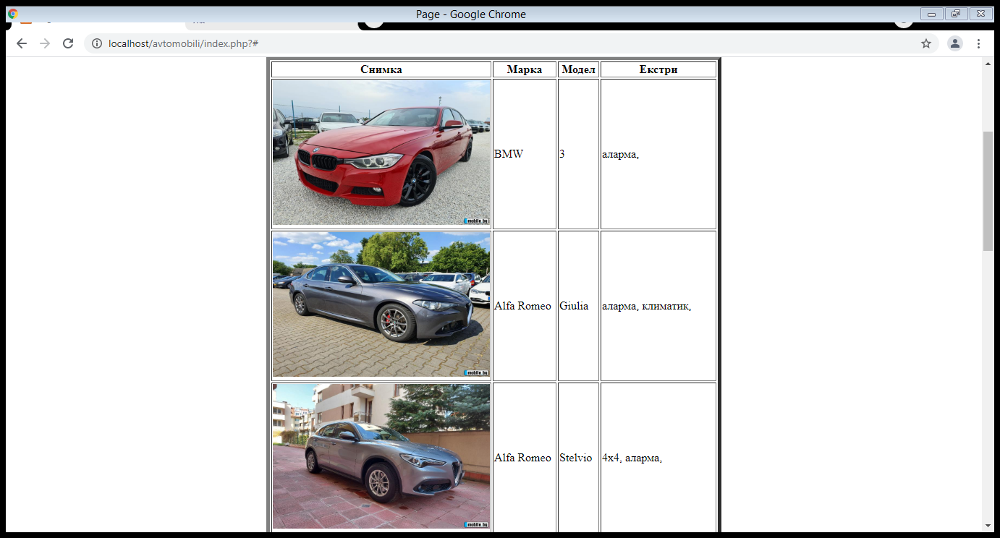 Page - Google Chrome
localhost/avtomobili/index.php?#
Снимка Марка Модел Екстри
BMW 3 аларма,
mobile.bg
Alfa Romeo Giulia аларма, климатик,
mobile.bg
Alfa Romeo Stelvio 4x4, аларма,
mobile.bg